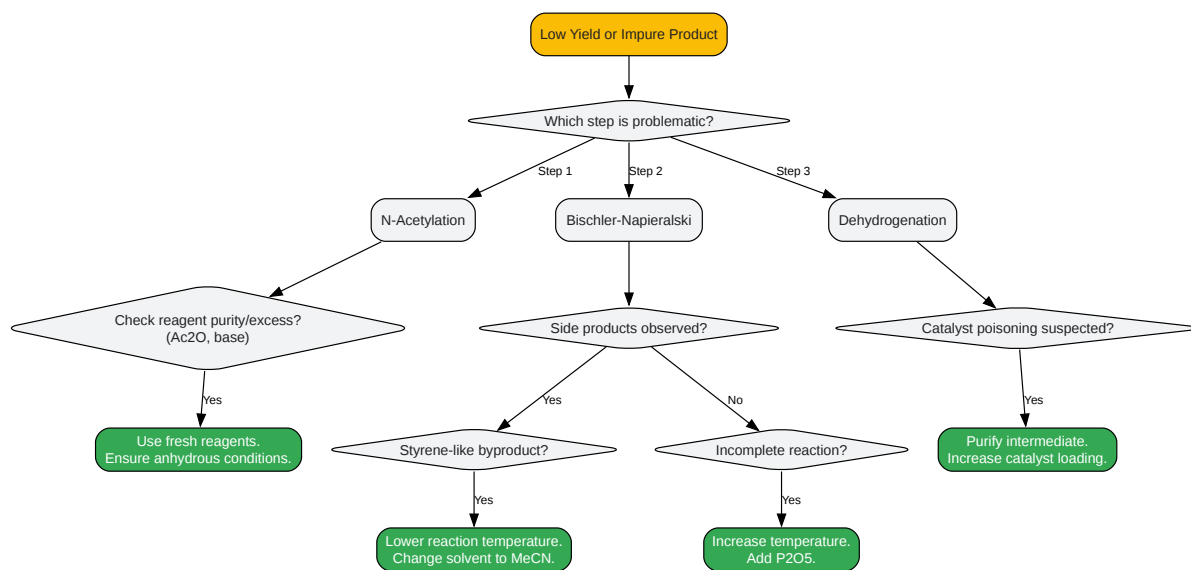 Low Yield or Impure Product
Which step is problematic?
Step 1
Step 2
Step 3
N-Acetylation
Bischler-Napieralski
Dehydrogenation
Check reagent purity/excess?
(Ac2O, base)
Side products observed?
Catalyst poisoning suspected?
Yes
Yes
No
Yes
Use fresh reagents.
Ensure anhydrous conditions.
Styrene-like byproduct?
Incomplete reaction?
Purify intermediate.
Increase catalyst loading.
Yes
Yes
Lower reaction temperature.
Change solvent to MeCN.
Increase temperature.
Add P2O5.